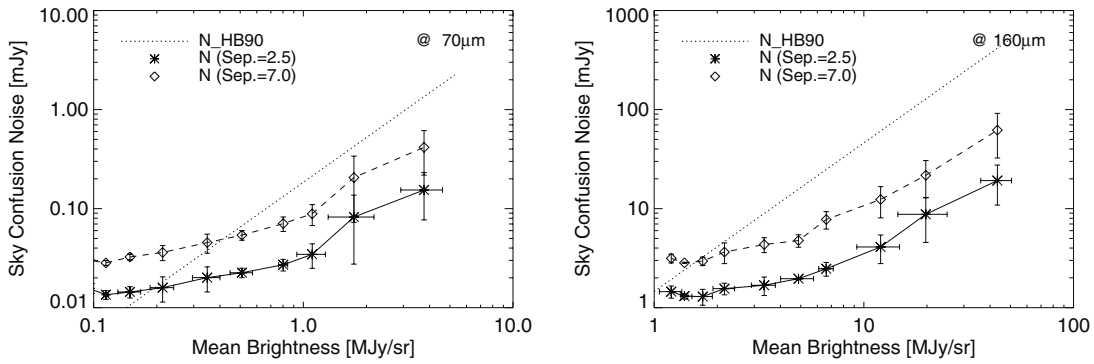 N_HB90
N (Sep.=2.5)
N (Sep.=7.0)
@ 70μm
Sky Confusion Noise [mJy]
10.00
1.00
0.10
0.01
0.1
1.0
10.0
Mean Brightness [MJy/sr]
N_HB90
N (Sep.=2.5)
N (Sep.=7.0)
@ 160μm
Sky Confusion Noise [mJy]
1000
100
10
1
1
10
100
Mean Brightness [MJy/sr]